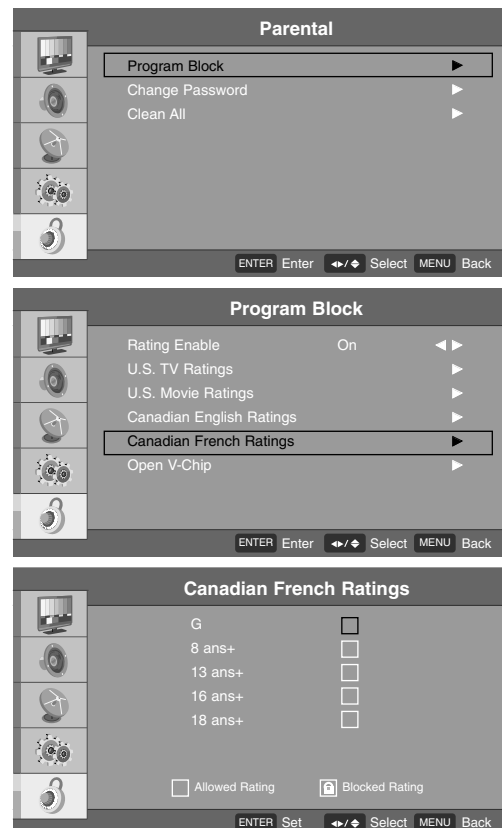 Parental
Program Block
Change Password
Clean All
ENTER Enter Select MENU Back
Program Block
Rating Enable On
U.S. TV Ratings
U.S. Movie Ratings
Canadian English Ratings
Canadian French Ratings
Open V-Chip
ENTER Enter Select MENU Back
Canadian French Ratings
G
8 ans+
13 ans+
16 ans+
18 ans+
Allowed Rating Blocked Rating
ENTER Set Select MENU Back